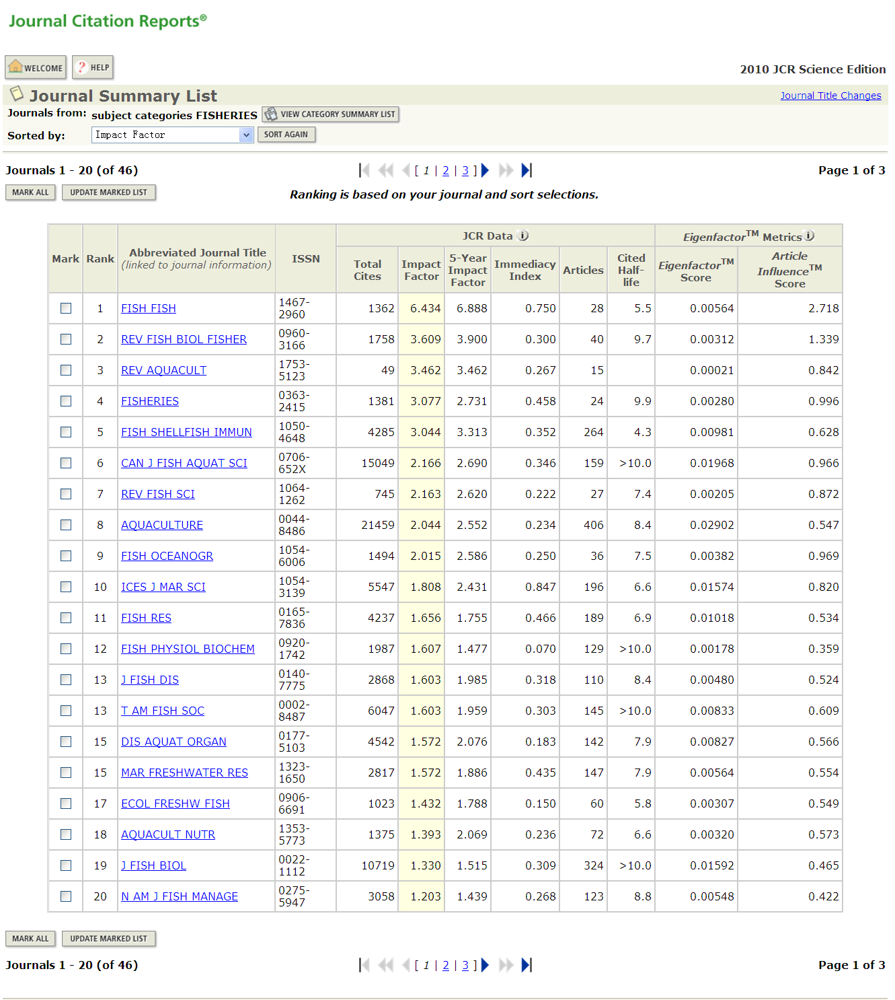 Journal Citation Reports®
WELCOME ? HELP
2010 JCR Science Edition
Journal Summary List
Journal Title Changes
Journals from: subject categories FISHERIES VIEW CATEGORY SUMMARY LIST
Sorted by: Impact Factor SORT AGAIN
Journals 1 - 20 (of 46) [ 1 | 2 | 3 ] Page 1 of 3
MARK ALL UPDATE MARKED LIST
Ranking is based on your journal and sort selections.
Mark Rank Abbreviated Journal Title (linked to journal information) ISSN JCR Data i Eigenfactor™ Metrics i
Total Cites Impact Factor 5-Year Impact Factor Immediacy Index Articles Cited Half-life Eigenfactor™ Score Article Influence™ Score
1 FISH FISH 1467-2960 1362 6.434 6.888 0.750 28 5.5 0.00564 2.718
2 REV FISH BIOL FISHER 0960-3166 1758 3.609 3.900 0.300 40 9.7 0.00312 1.339
3 REV AQUACULT 1753-5123 49 3.462 3.462 0.267 15 0.00021 0.842
4 FISHERIES 0363-2415 1381 3.077 2.731 0.458 24 9.9 0.00280 0.996
5 FISH SHELLFISH IMMUN 1050-4648 4285 3.044 3.313 0.352 264 4.3 0.00981 0.628
6 CAN J FISH AQUAT SCI 0706-652X 15049 2.166 2.690 0.346 159 >10.0 0.01968 0.966
7 REV FISH SCI 1064-1262 745 2.163 2.620 0.222 27 7.4 0.00205 0.872
8 AQUACULTURE 0044-8486 21459 2.044 2.552 0.234 406 8.4 0.02902 0.547
9 FISH OCEANOGR 1054-6006 1494 2.015 2.586 0.250 36 7.5 0.00382 0.969
10 ICES J MAR SCI 1054-3139 5547 1.808 2.431 0.847 196 6.6 0.01574 0.820
11 FISH RES 0165-7836 4237 1.656 1.755 0.466 189 6.9 0.01018 0.534
12 FISH PHYSIOL BIOCHEM 0920-1742 1987 1.607 1.477 0.070 129 >10.0 0.00178 0.359
13 J FISH DIS 0140-7775 2868 1.603 1.985 0.318 110 8.4 0.00480 0.524
13 T AM FISH SOC 0002-8487 6047 1.603 1.959 0.303 145 >10.0 0.00833 0.609
15 DIS AQUAT ORGAN 0177-5103 4542 1.572 2.076 0.183 142 7.9 0.00827 0.566
15 MAR FRESHWATER RES 1323-1650 2817 1.572 1.886 0.435 147 7.9 0.00564 0.554
17 ECOL FRESHW FISH 0906-6691 1023 1.432 1.788 0.150 60 5.8 0.00307 0.549
18 AQUACULT NUTR 1353-5773 1375 1.393 2.069 0.236 72 6.6 0.00320 0.573
19 J FISH BIOL 0022-1112 10719 1.330 1.515 0.309 324 >10.0 0.01592 0.465
20 N AM J FISH MANAGE 0275-5947 3058 1.203 1.439 0.268 123 8.8 0.00548 0.422
MARK ALL UPDATE MARKED LIST
Journals 1 - 20 (of 46) [ 1 | 2 | 3 ] Page 1 of 3